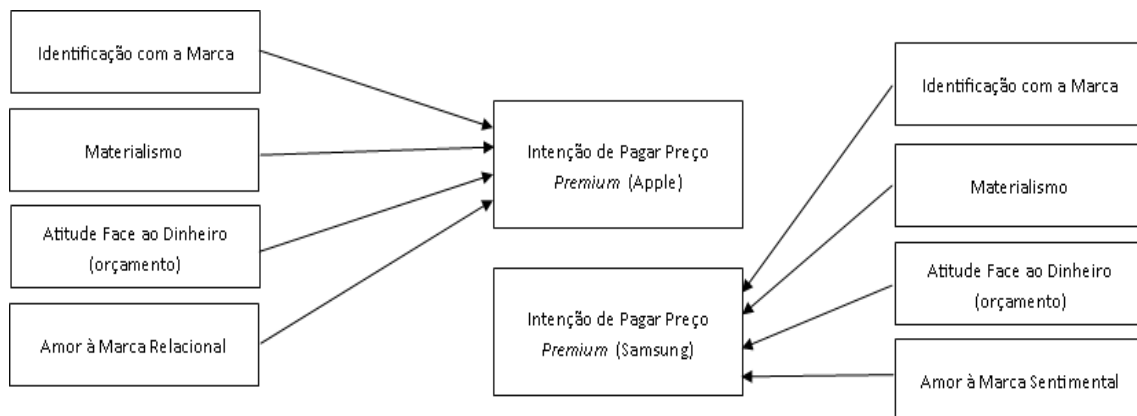 Identificação com a Marca
Materialismo
Atitude Face ao Dinheiro
(orçamento)
Amor à Marca Relacional
Intenção de Pagar Preço
Premium (Apple)
Intenção de Pagar Preço
Premium (Samsung)
Identificação com a Marca
Materialismo
Atitude Face ao Dinheiro
(orçamento)
Amor à Marca Sentimental